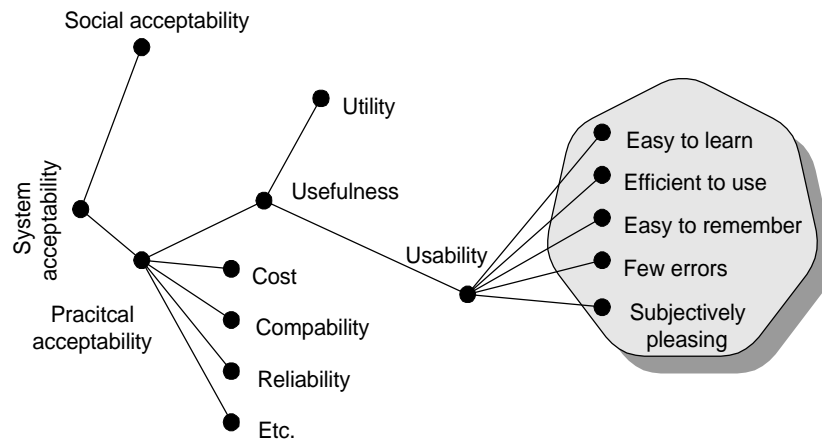 Social acceptability
Utility
Easy to learn
Efficient to use
Usefulness
Easy to remember
System
acceptability
Usability
Few errors
Cost
Pracitcal
acceptability
Compability
Subjectively
pleasing
Reliability
Etc.